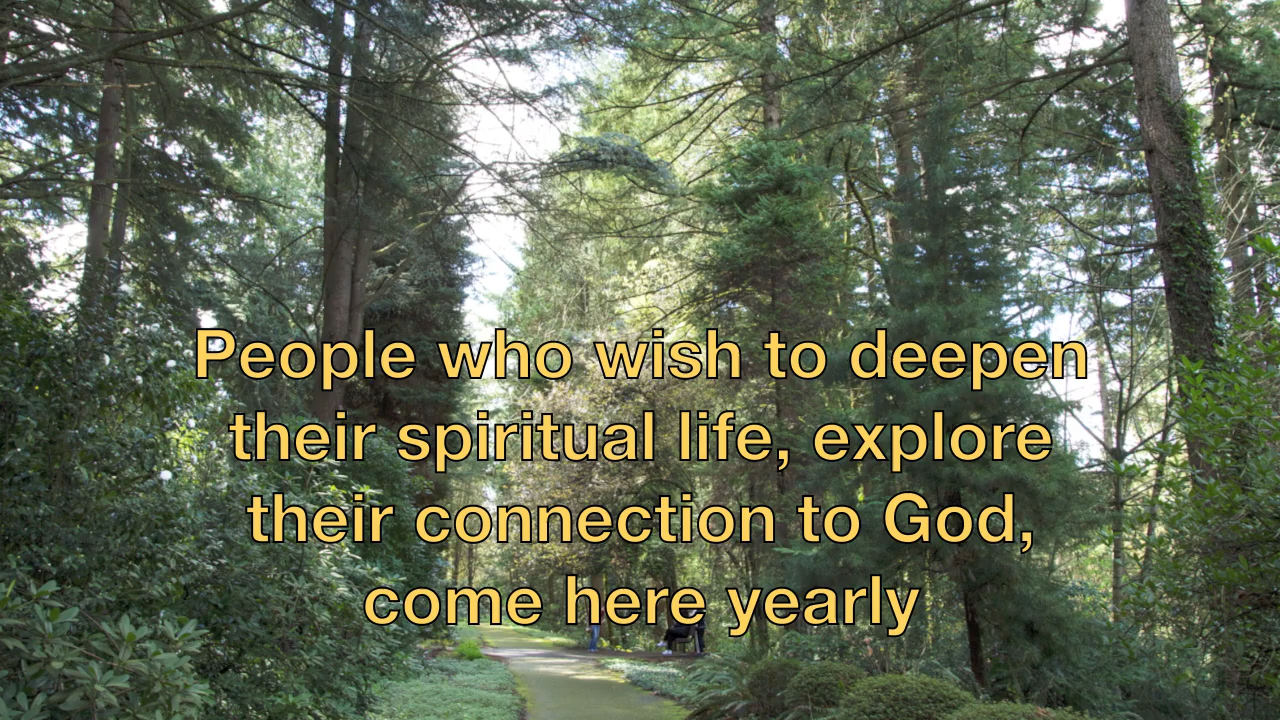 People who wish to deepen
their spiritual life, explore
their connection to God,
come here yearly